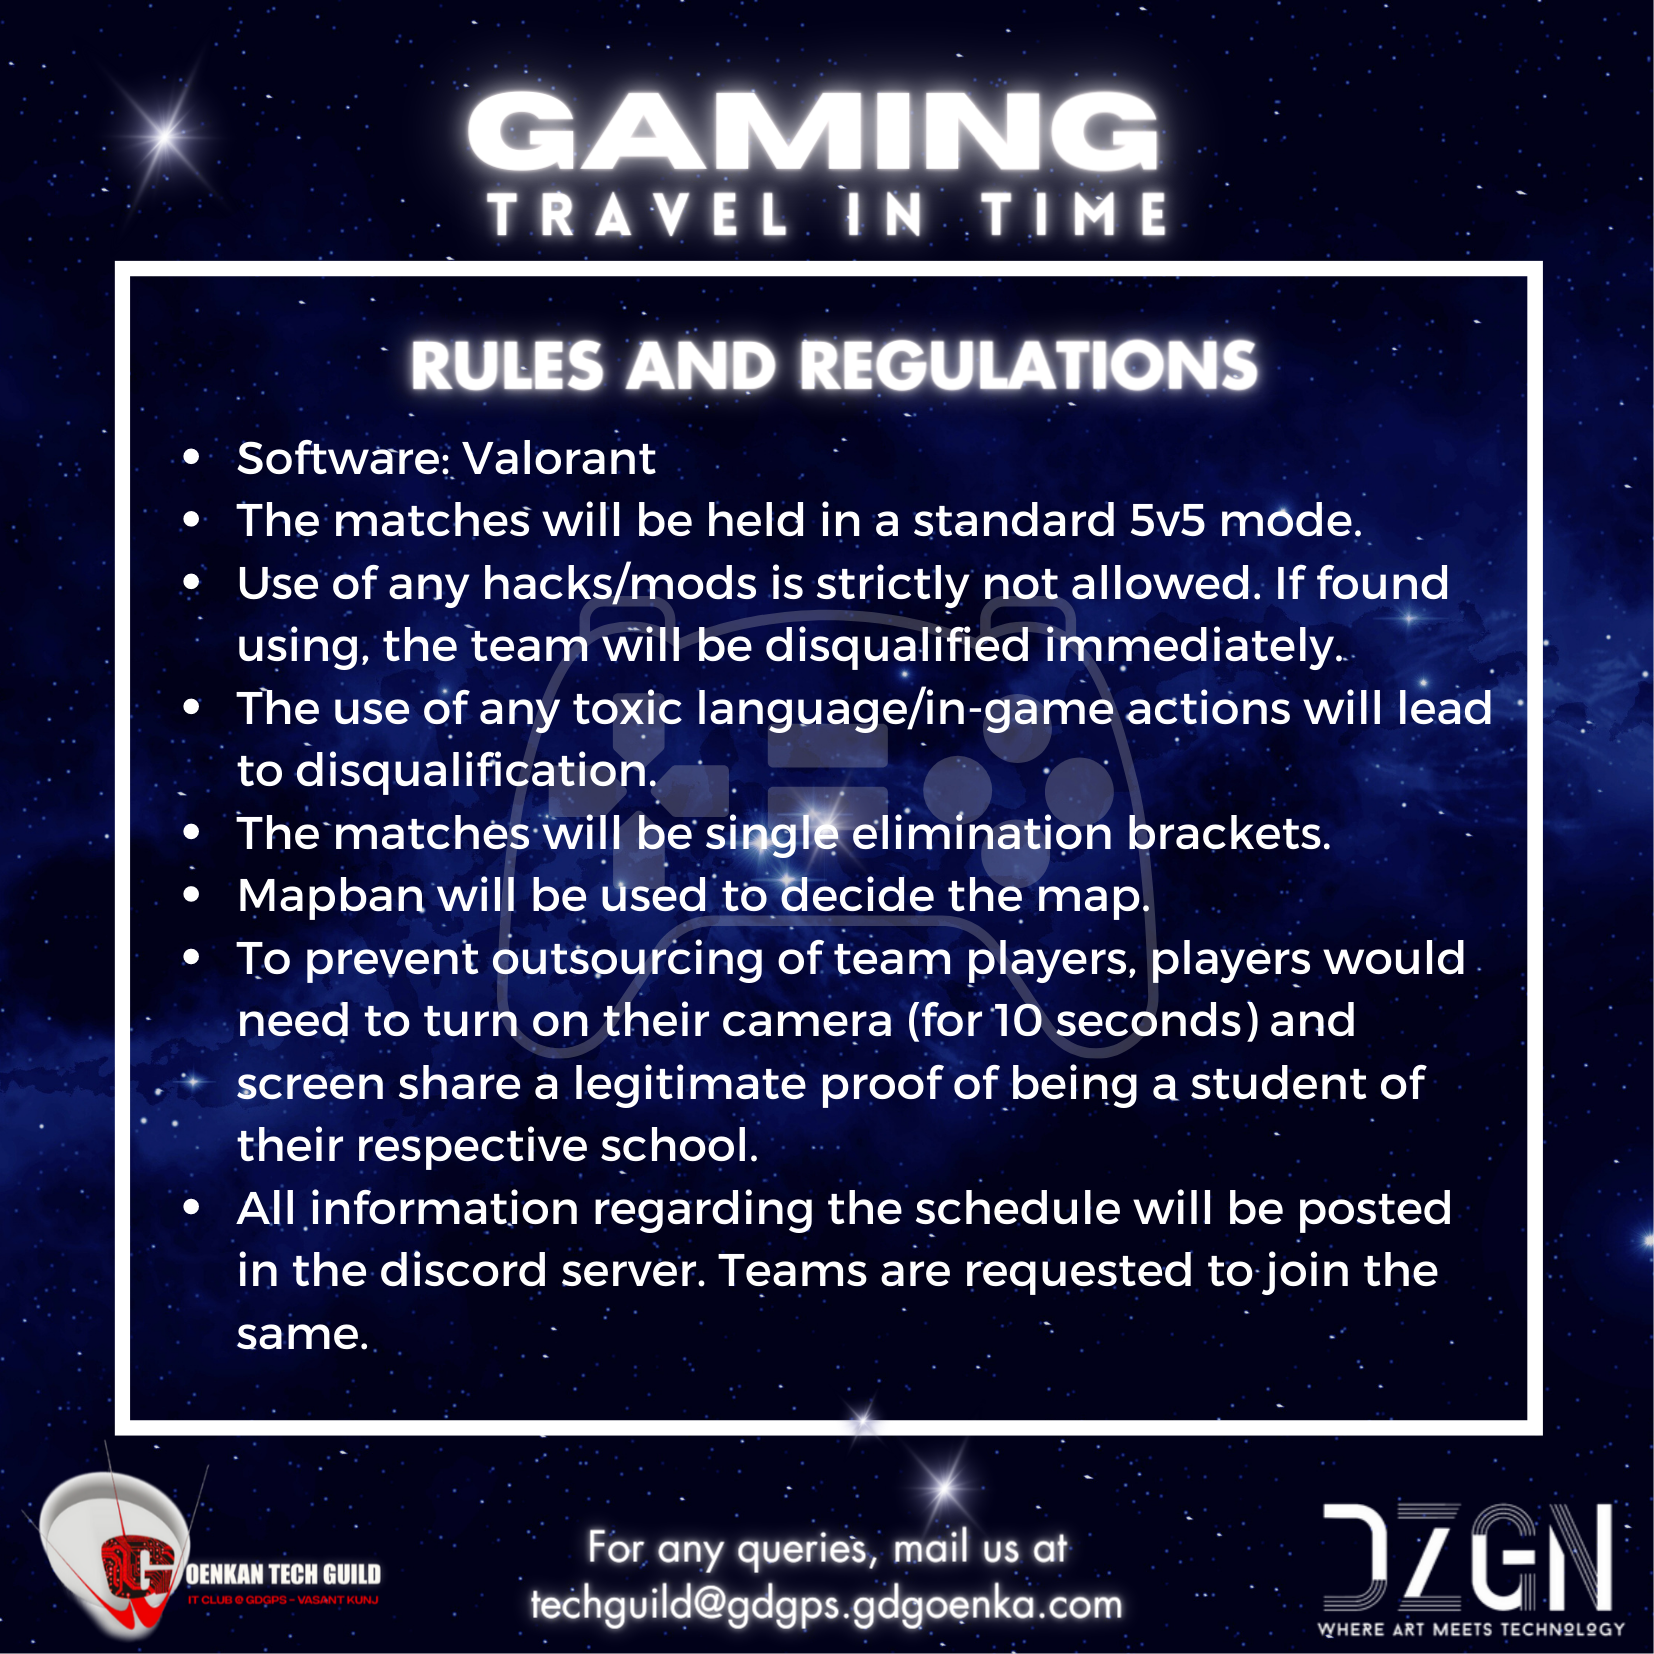 GAMING
TRAVEL IN TIME
RULES AND REGULATIONS
• Software: Valorant
• The matches will be held in a standard 5v5 mode.
• Use of any hacks/mods is strictly not allowed. If found
using, the team will be disqualified immediately.
• The use of any toxic language/in-game actions will lead
to disqualification.
• The matches will be single elimination brackets.
• Mapban will be used to decide the map.
• To prevent outsourcing of team players, players would
need to turn on their camera (for 10 seconds) and
screen share a legitimate proof of being a student of
their respective school.
• All information regarding the schedule will be posted
in the discord server. Teams are requested to join the
same.
GOENKAN TECH GUILD
IT CLUB @ GDGPS - VASANT KUNJ
For any queries, mail us at
techguild@gdgps.gdgoenka.com
DZGN
WHERE ART MEETS TECHNOLOGY